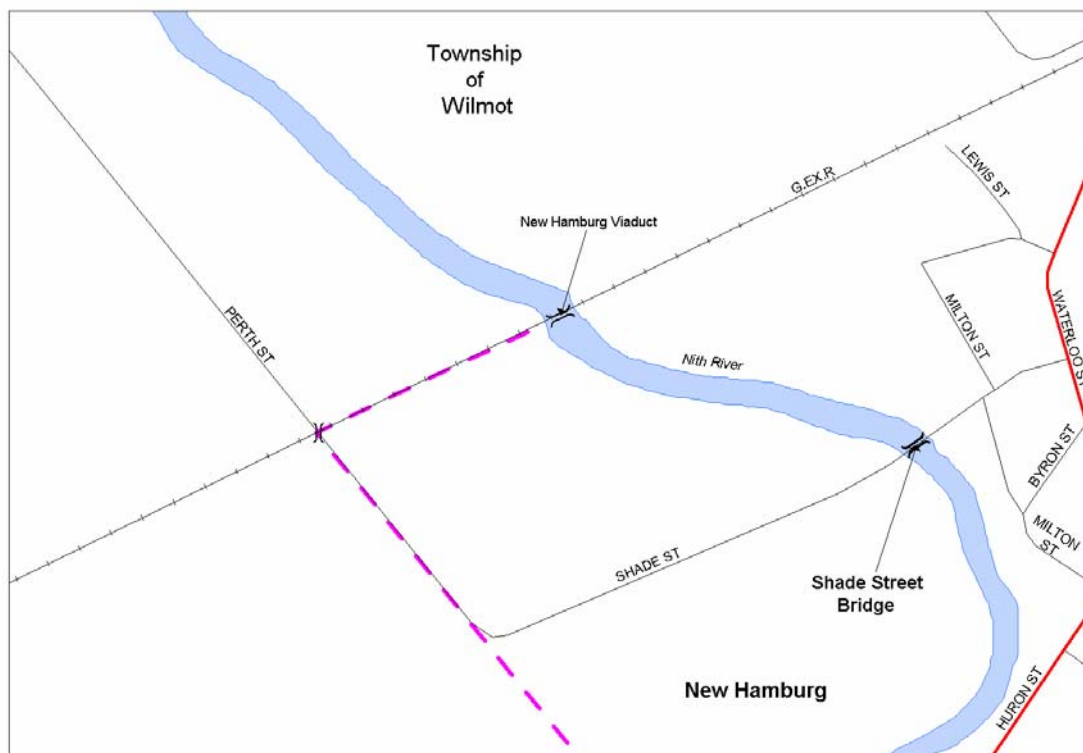 Township
of
Wilmot
LEWIS ST
G.EX.R
New Hamburg Viaduct
WATERLOO ST
MILTON ST
PERTH ST
Nith River
BYRON ST
MILTON
ST
SHADE ST
Shade Street
Bridge
HURON ST
New Hamburg